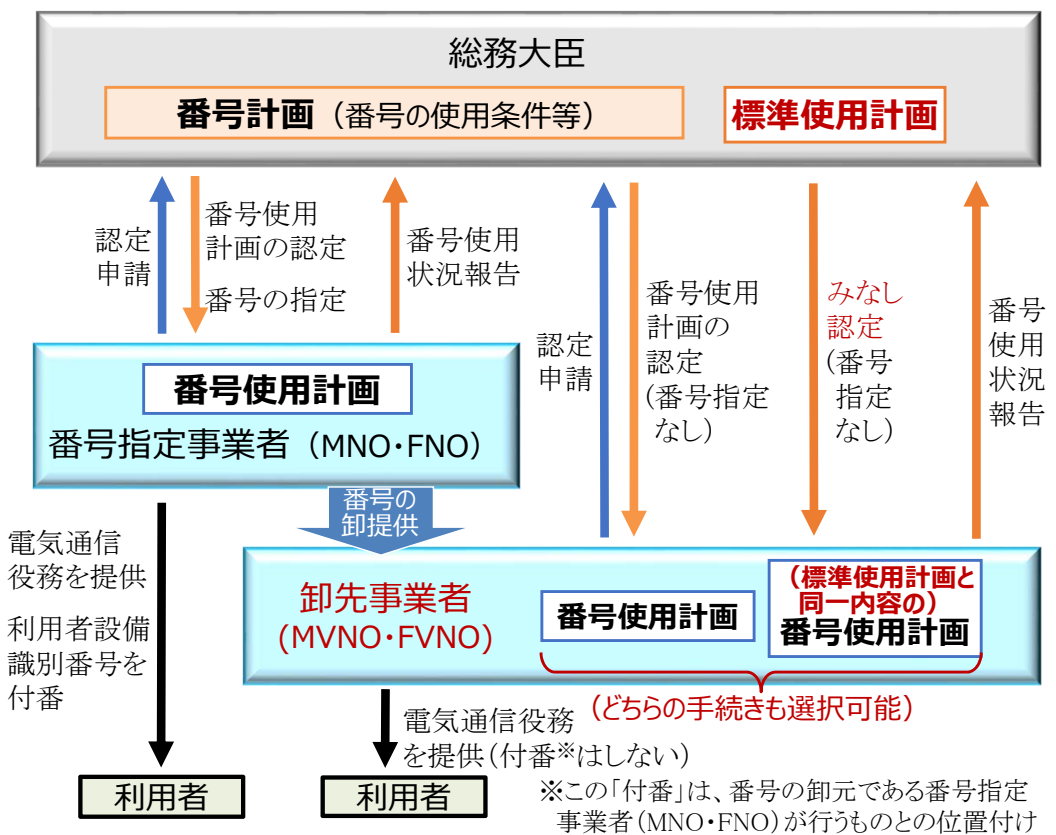 総務大臣
番号計画（番号の使用条件等）
標準使用計画
認定
申請
番号使用
計画の認定
番号の指定
番号使用
状況報告
認定
申請
番号使用
計画の
認定
(番号指定
なし)
みなし
認定
(番号
指定
なし)
番号
使用
状況
報告
番号使用計画
番号指定事業者（MNO・FNO）
番号の
卸提供
電気通信
役務を提供
利用者設備
識別番号を
付番
卸先事業者
(MVNO・FVNO)
番号使用計画
(標準使用計画と
同一内容の)
番号使用計画
(どちらの手続きも選択可能)
電気通信役務
を提供(付番※はしない)
利用者
利用者
※この「付番」は、番号の卸元である番号指定
事業者(MNO・FNO)が行うものとの位置付け